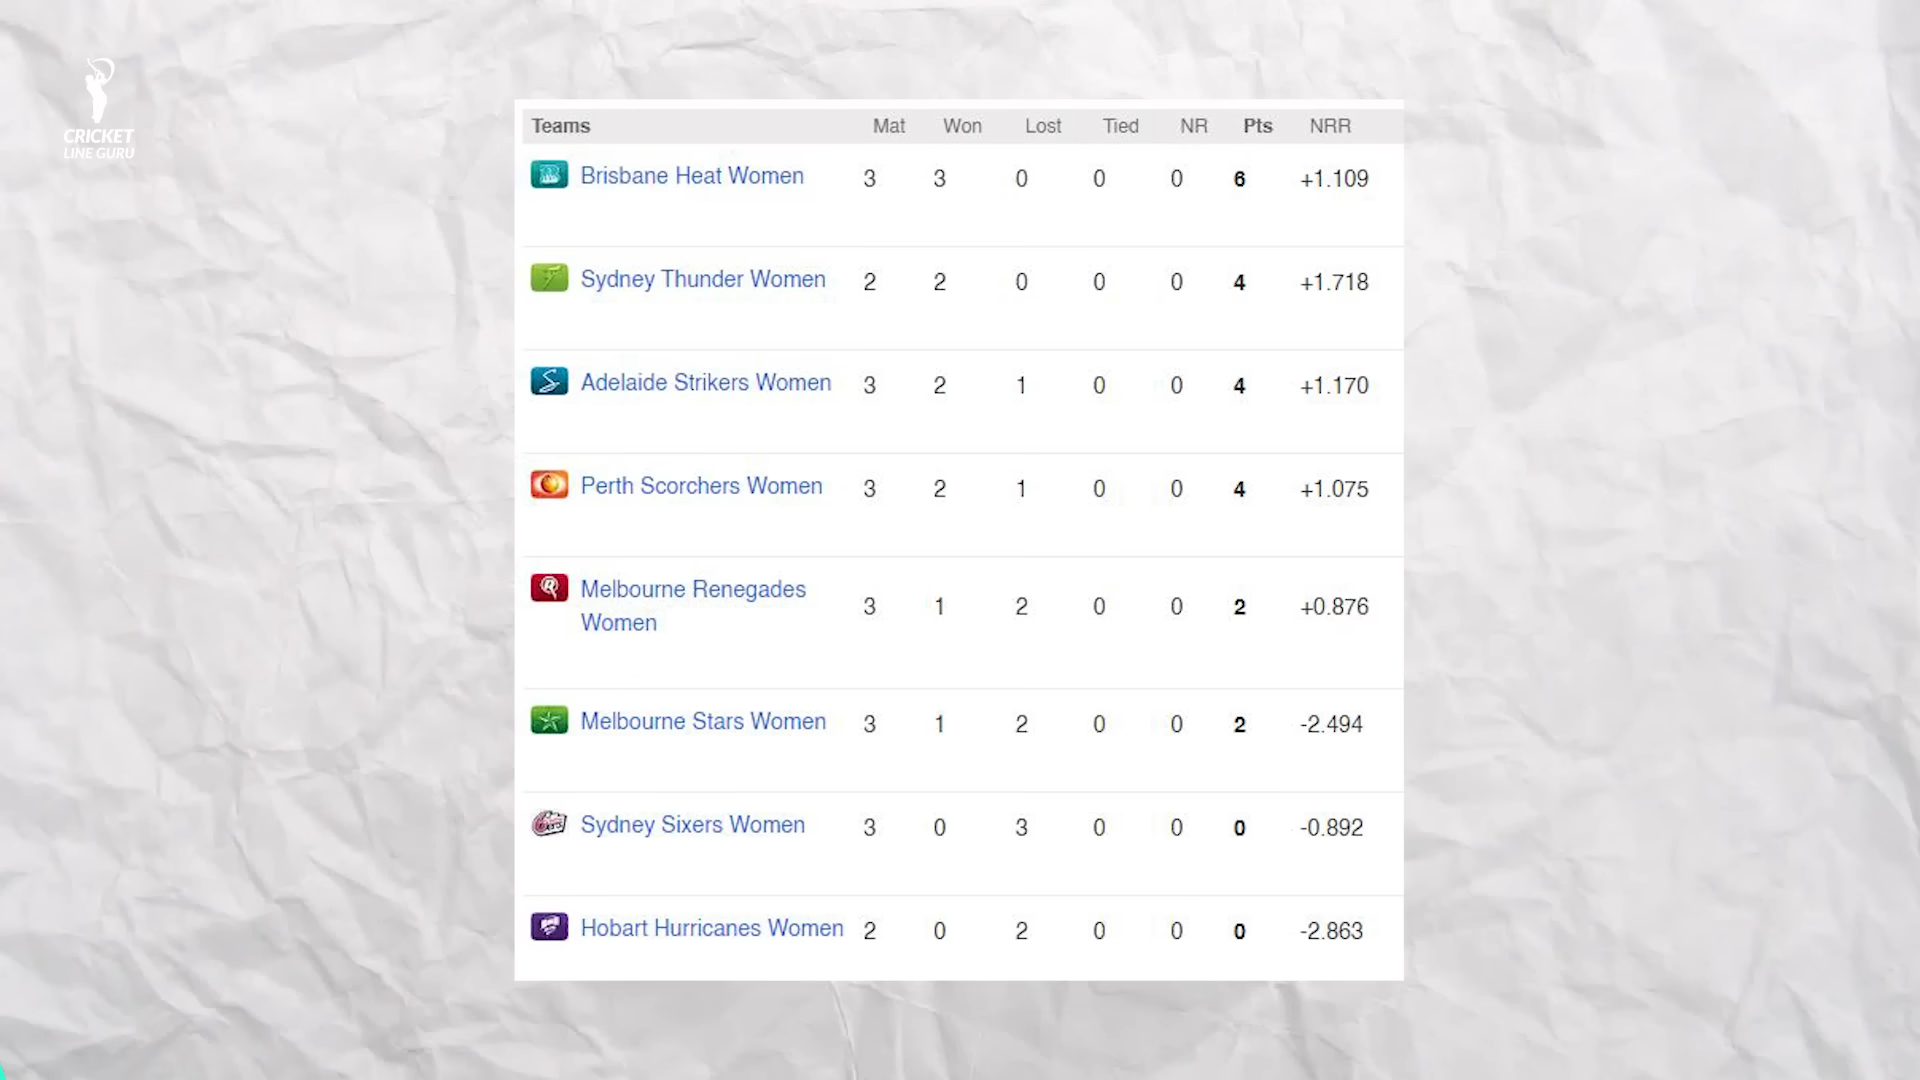 CRICKET
LINE GURU
Teams Mat Won Lost Tied NR Pts NRR
Brisbane Heat Women 3 3 0 0 0 6 +1.109
Sydney Thunder Women 2 2 0 0 0 4 +1.718
Adelaide Strikers Women 3 2 1 0 0 4 +1.170
Perth Scorchers Women 3 2 1 0 0 4 +1.075
Melbourne Renegades
Women 3 1 2 0 0 2 +0.876
Melbourne Stars Women 3 1 2 0 0 2 -2.494
Sydney Sixers Women 3 0 3 0 0 0 -0.892
Hobart Hurricanes Women 2 0 2 0 0 0 -2.863